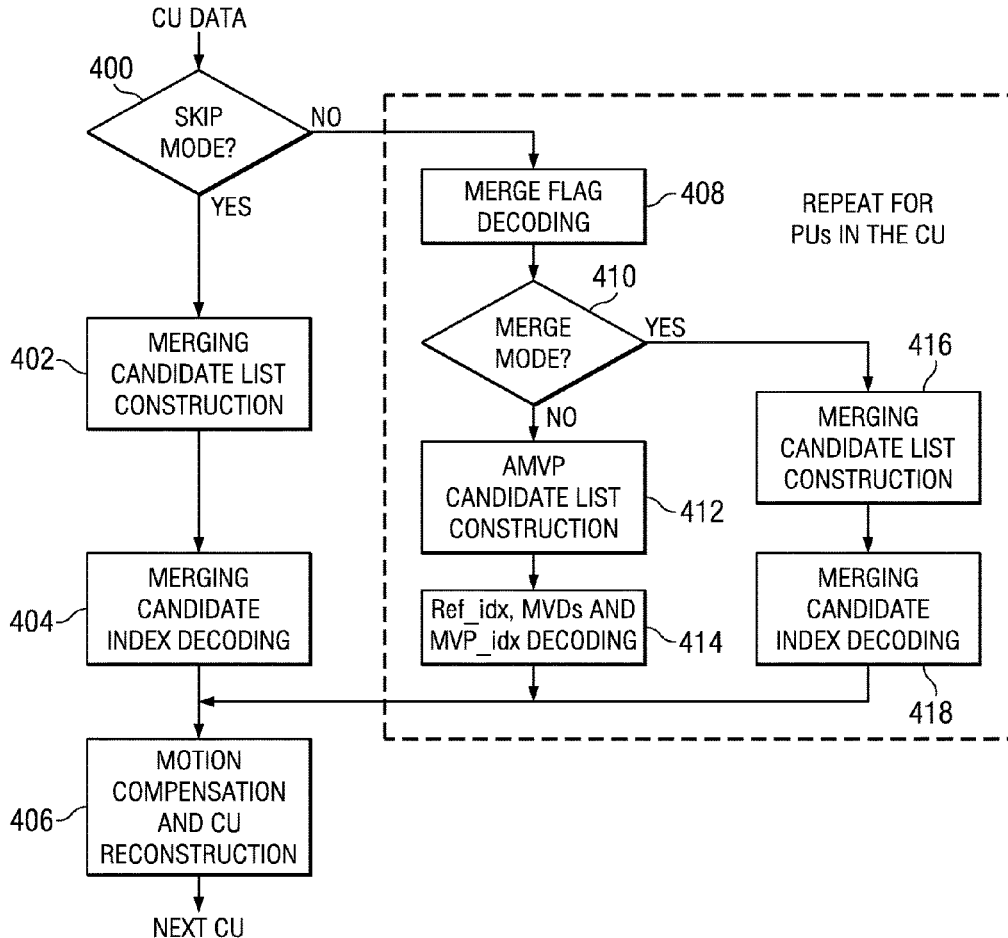 CU DATA
400
SKIP
MODE?
NO
YES
402
MERGING
CANDIDATE LIST
CONSTRUCTION
404
MERGING
CANDIDATE
INDEX DECODING
406
MOTION
COMPENSATION
AND CU
RECONSTRUCTION
NEXT CU
MERGE FLAG
DECODING
408
REPEAT FOR
PUs IN THE CU
410
MERGE
MODE?
YES
NO
AMVP
CANDIDATE LIST
CONSTRUCTION
412
Ref_idx, MVDs AND
MVP_idx DECODING
414
416
MERGING
CANDIDATE LIST
CONSTRUCTION
MERGING
CANDIDATE
INDEX DECODING
418